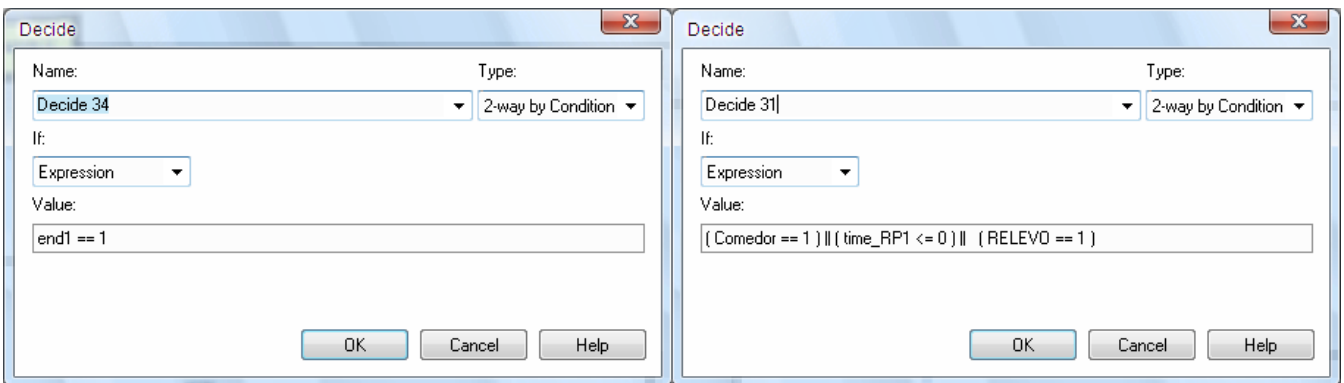 Decide
Name:
Type:
Decide 34
2-way by Condition
If:
Expression
Value:
end1 == 1
OK
Cancel
Help
Decide
Name:
Type:
Decide 31
2-way by Condition
If:
Expression
Value:
( Comedor == 1 ) || ( time_RP1 <= 0 ) || ( RELEVO == 1 )
OK
Cancel
Help